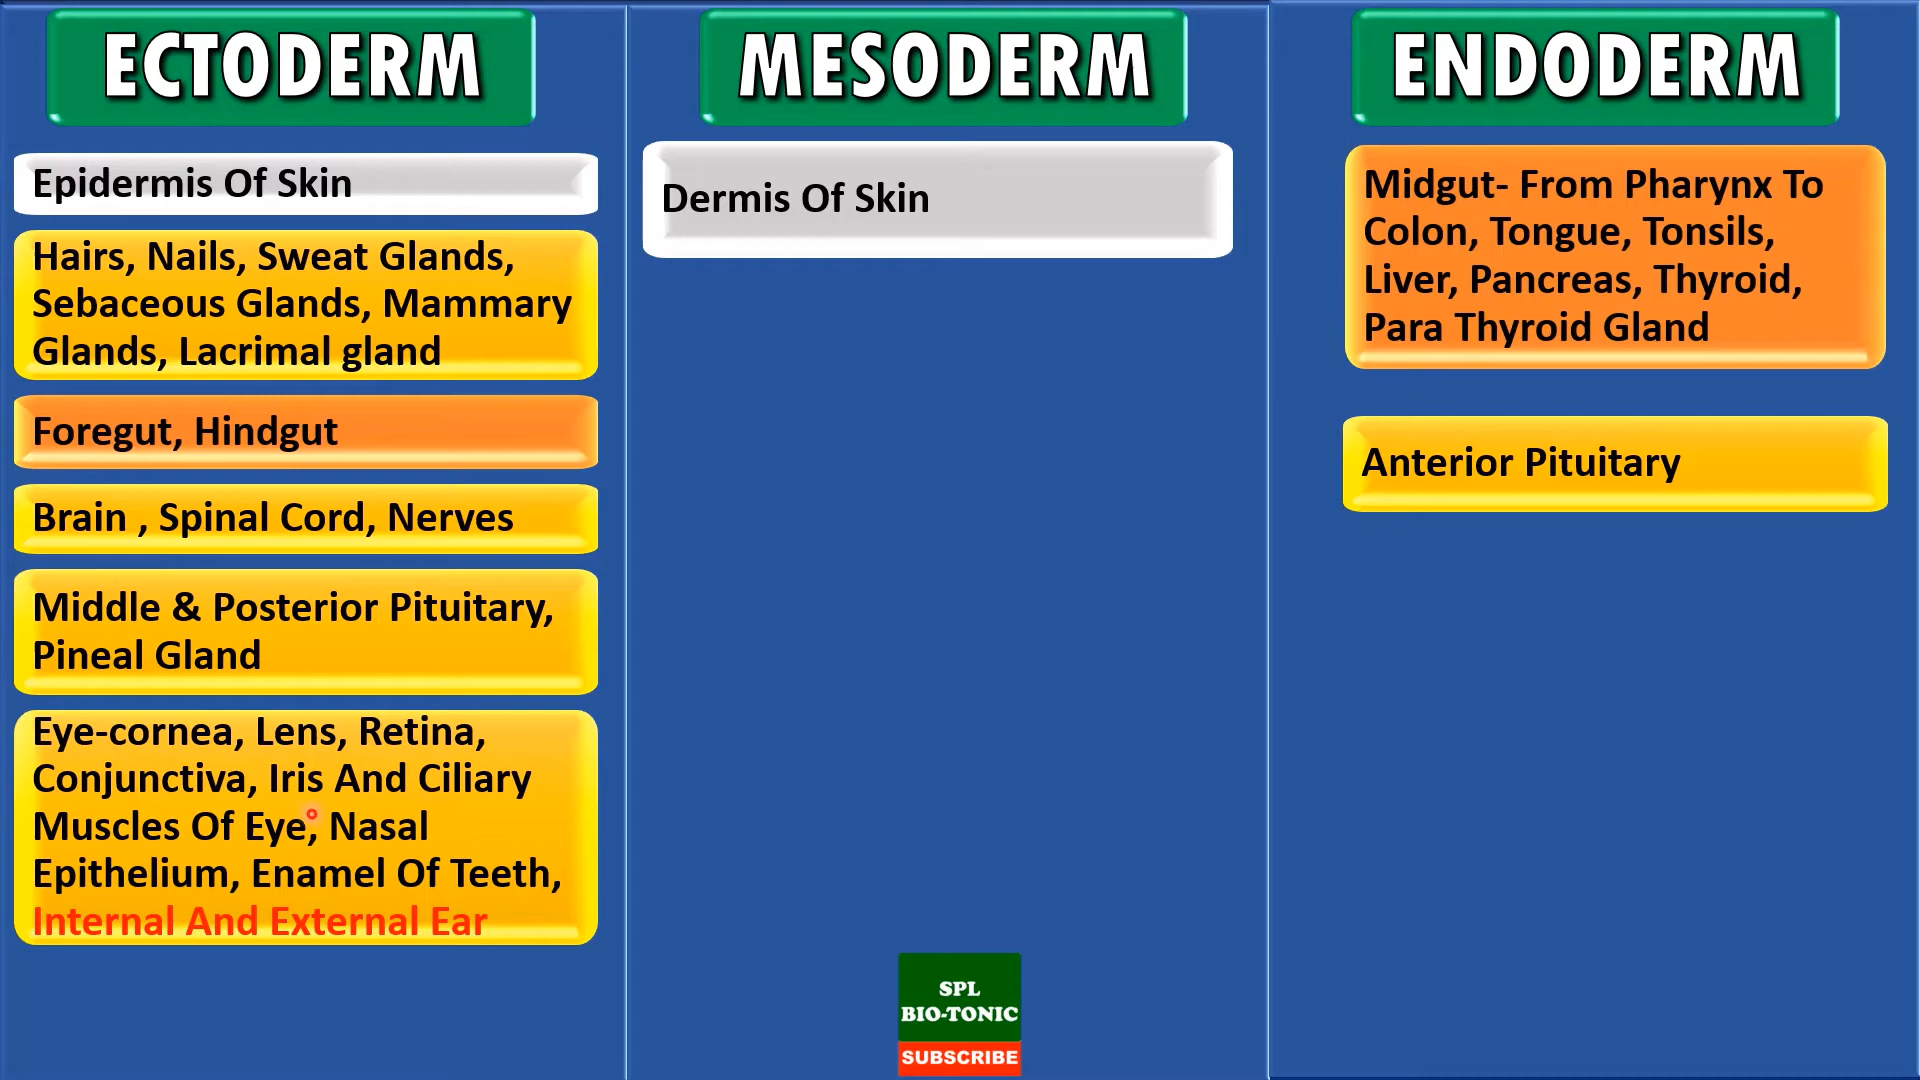 ECTODERM
Epidermis Of Skin
Hairs, Nails, Sweat Glands,
Sebaceous Glands, Mammary
Glands, Lacrimal gland
Foregut, Hindgut
Brain , Spinal Cord, Nerves
Middle & Posterior Pituitary,
Pineal Gland
Eye-cornea, Lens, Retina,
Conjunctiva, Iris And Ciliary
Muscles Of Eye, Nasal
Epithelium, Enamel Of Teeth,
Internal And External Ear
MESODERM
Dermis Of Skin
ENDODERM
Midgut- From Pharynx To
Colon, Tongue, Tonsils,
Liver, Pancreas, Thyroid,
Para Thyroid Gland
Anterior Pituitary
SPL
BIO-TONIC
SUBSCRIBE